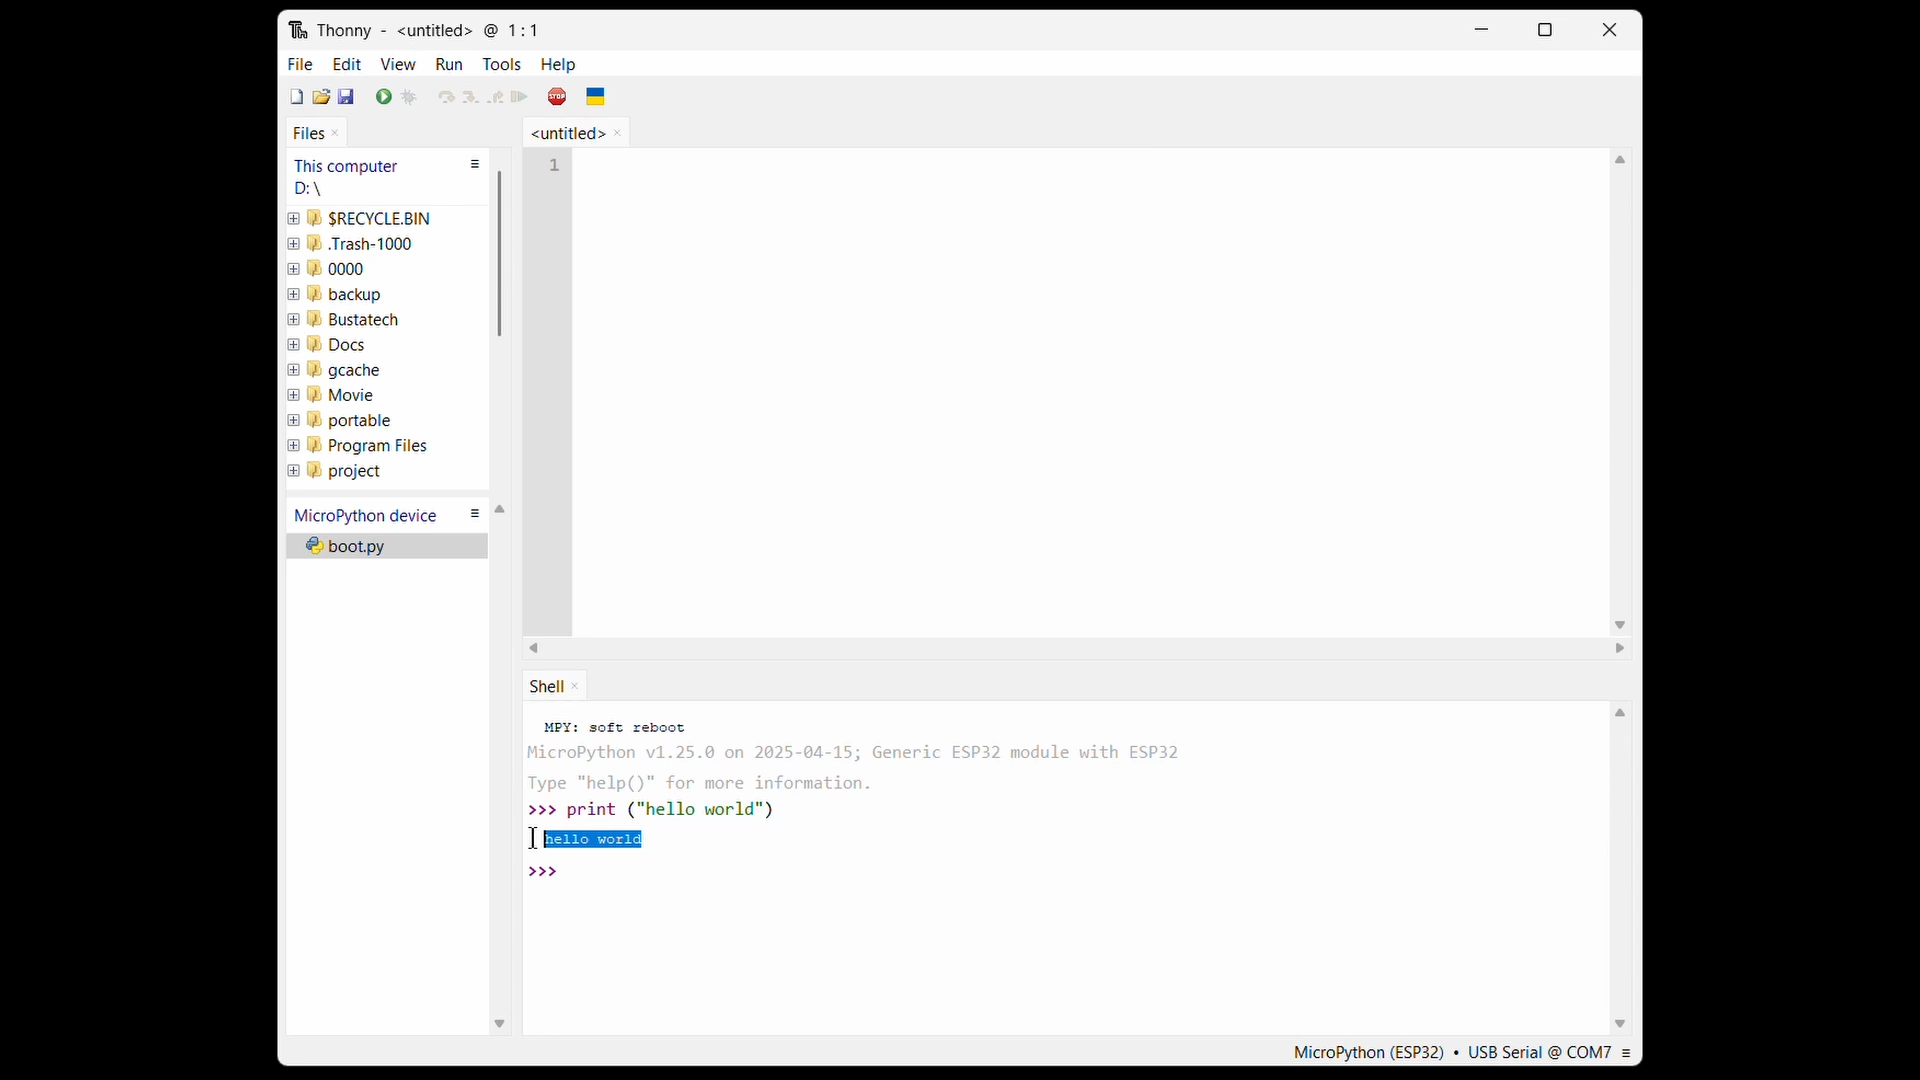 Thonny - <untitled> @ 1:1
File Edit View Run Tools Help
STOP
Files
This computer
D:\
$RECYCLE.BIN
.Trash-1000
0000
backup
Bustatech
Docs
gcache
Movie
portable
Program Files
project
MicroPython device
boot.py
<untitled>
1
Shell
MPY: soft reboot
MicroPython v1.25.0 on 2025-04-15; Generic ESP32 module with ESP32
Type "help()" for more information.
>>> print ("hello world")
hello world
>>>
MicroPython (ESP32) • USB Serial @ COM7